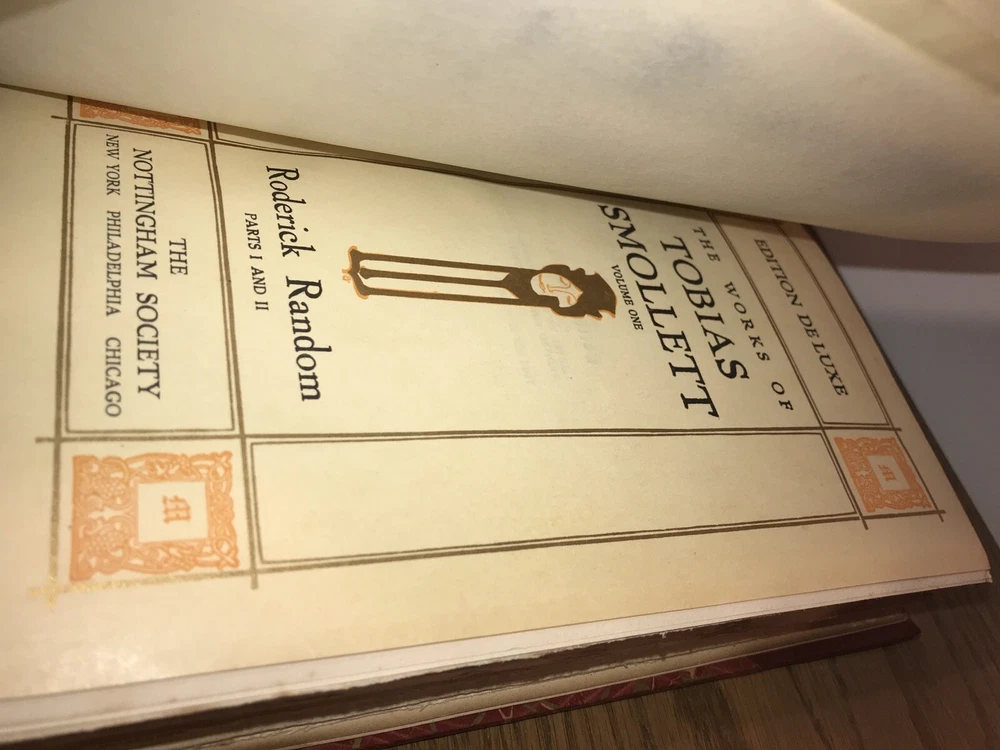 EDITION DE LUXE
THE WORKS OF
TOBIAS
SMOLLETT
VOLUME ONE
Roderick Random
PARTS I AND II
THE
NOTTINGHAM SOCIETY
NEW YORK PHILADELPHIA CHICAGO